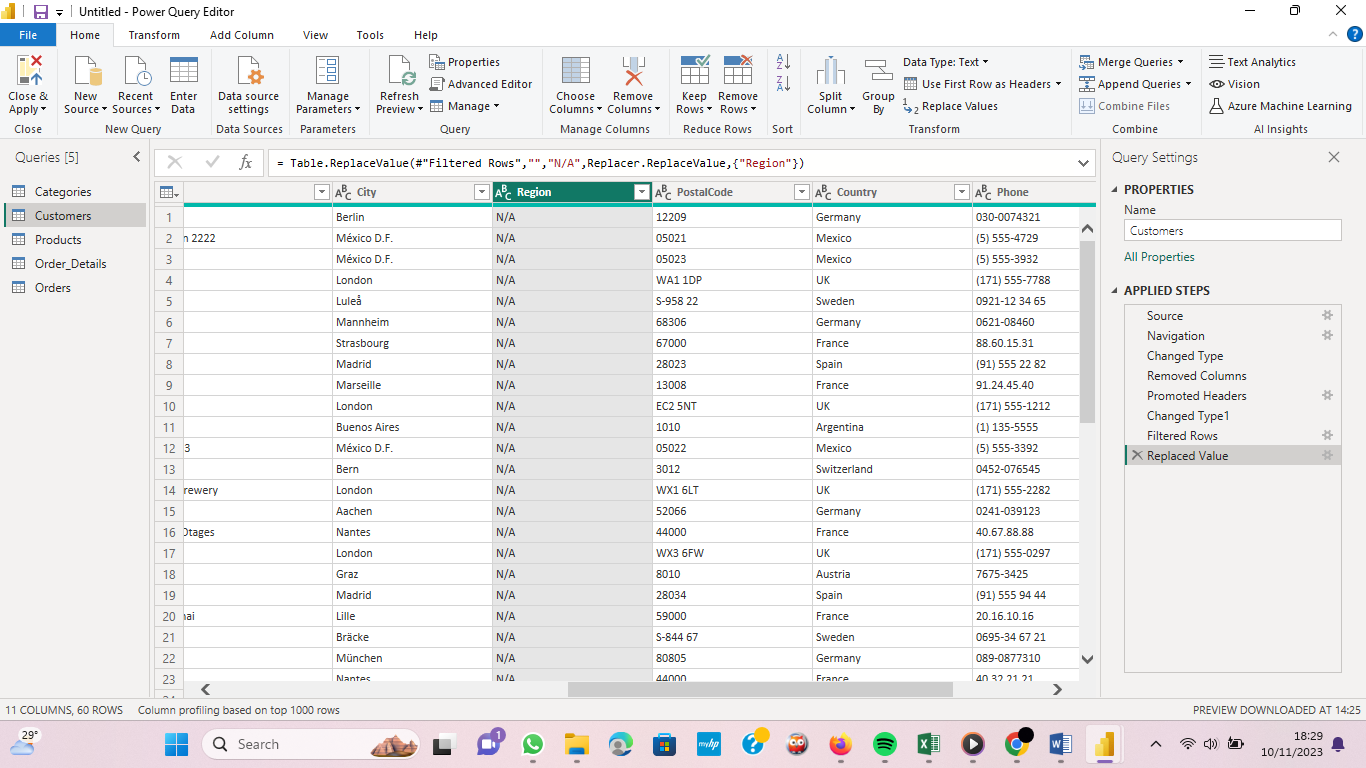 Untitled - Power Query Editor
File Home Transform Add Column View Tools Help
Close & Apply
Close
New Source
Recent Sources
Enter Data
New Query
Data source settings
Data Sources
Manage Parameters
Parameters
Refresh Preview
Properties
Advanced Editor
Manage
Query
Choose Columns
Remove Columns
Manage Columns
Keep Rows
Remove Rows
Reduce Rows
Sort
Split Column
Group By
Data Type: Text
Use First Row as Headers
Replace Values
Transform
Merge Queries
Append Queries
Combine Files
Combine
Text Analytics
Vision
Azure Machine Learning
AI Insights
Queries [5]
Categories
Customers
Products
Order_Details
Orders
= Table.ReplaceValue(#"Filtered Rows","","N/A",Replacer.ReplaceValue,{"Region"})
City Region PostalCode Country Phone
1 Berlin N/A 12209 Germany 030-0074321
2 n 2222 México D.F. N/A 05021 Mexico (5) 555-4729
3 México D.F. N/A 05023 Mexico (5) 555-3932
4 London N/A WA1 1DP UK (171) 555-7788
5 Luleå N/A S-958 22 Sweden 0921-12 34 65
6 Mannheim N/A 68306 Germany 0621-08460
7 Strasbourg N/A 67000 France 88.60.15.31
8 Madrid N/A 28023 Spain (91) 555 22 82
9 Marseille N/A 13008 France 91.24.45.40
10 London N/A EC2 5NT UK (171) 555-1212
11 Buenos Aires N/A 1010 Argentina (1) 135-5555
12 3 México D.F. N/A 05022 Mexico (5) 555-3392
13 Bern N/A 3012 Switzerland 0452-076545
14 rewery London N/A WX1 6LT UK (171) 555-2282
15 Aachen N/A 52066 Germany 0241-039123
16 Otages Nantes N/A 44000 France 40.67.88.88
17 London N/A WX3 6FW UK (171) 555-0297
18 Graz N/A 8010 Austria 7675-3425
19 Madrid N/A 28034 Spain (91) 555 94 44
20 nai Lille N/A 59000 France 20.16.10.16
21 Bräcke N/A S-844 67 Sweden 0695-34 67 21
22 München N/A 80805 Germany 089-0877310
23 Nantes N/A 44000 France 40.32.21.21
Query Settings
PROPERTIES
Name
Customers
All Properties
APPLIED STEPS
Source
Navigation
Changed Type
Removed Columns
Promoted Headers
Changed Type1
Filtered Rows
Replaced Value
11 COLUMNS, 60 ROWS Column profiling based on top 1000 rows PREVIEW DOWNLOADED AT 14:25
29°
Search
1
18:29
10/11/2023